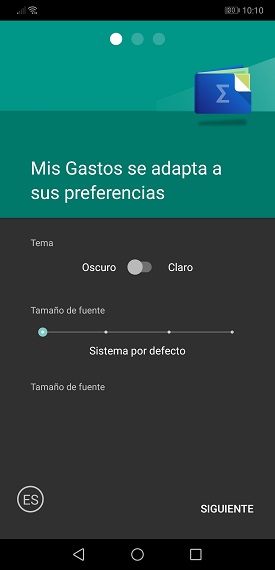 10:10
Σ
Mis Gastos se adapta a
sus preferencias
Tema
Oscuro Claro
Tamaño de fuente
Sistema por defecto
Tamaño de fuente
ES
SIGUIENTE